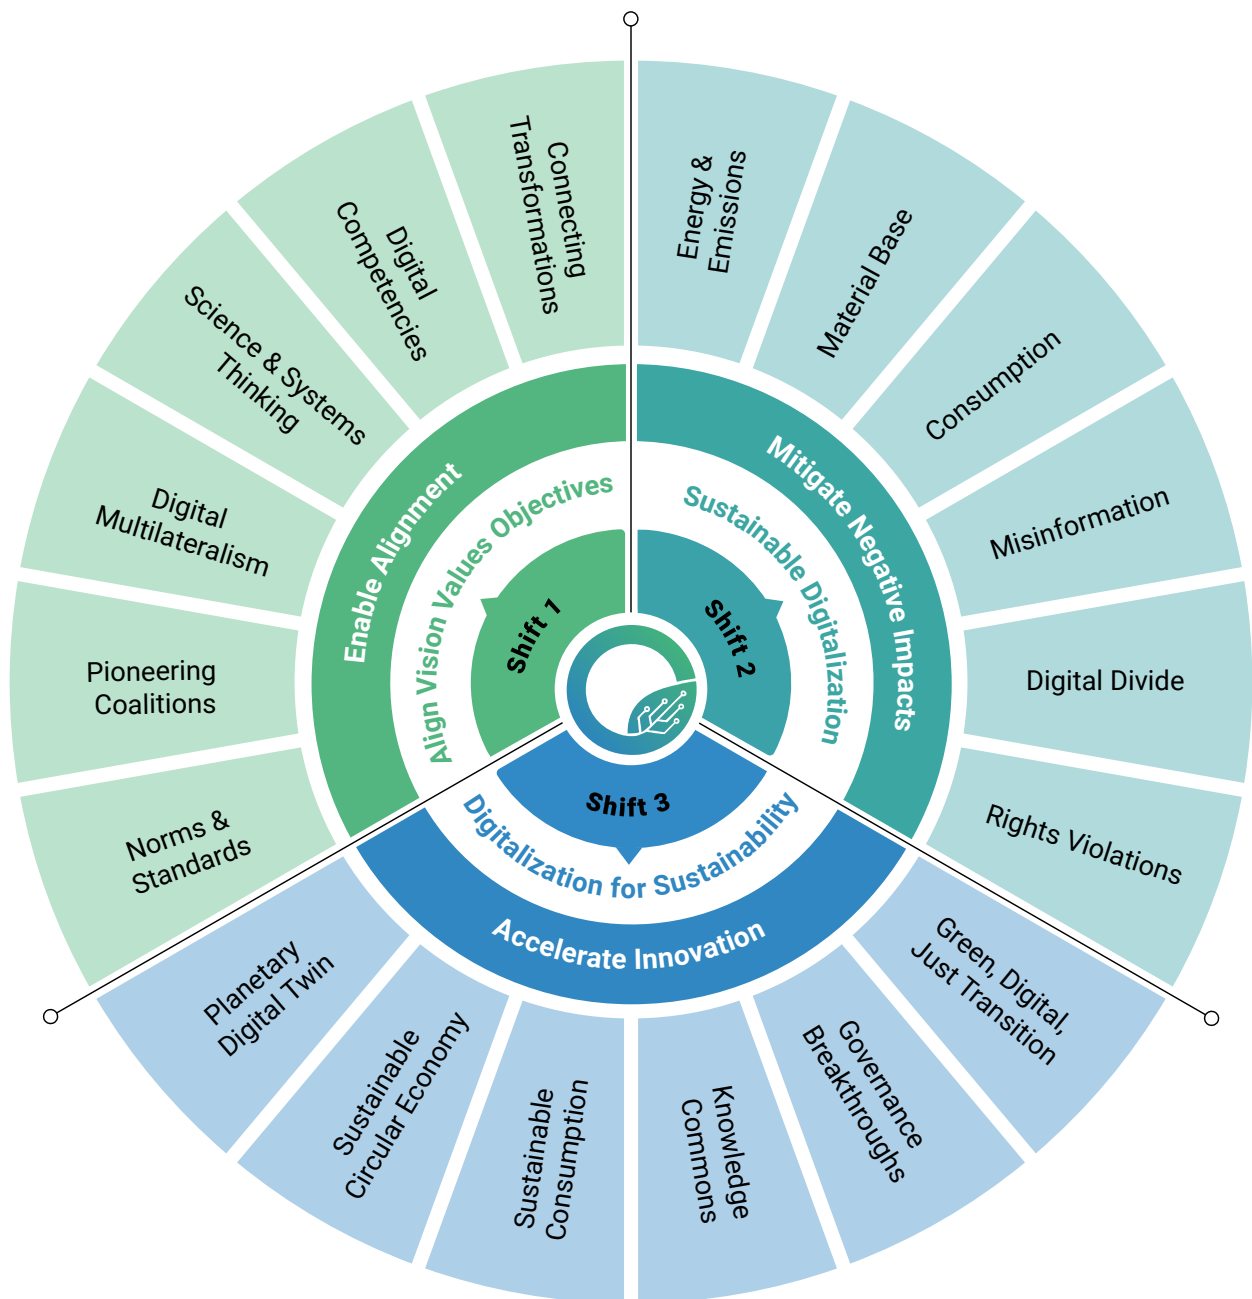 Connecting
Transformations
Digital
Competencies
Science & Systems
Thinking
Digital
Multilateralism
Pioneering
Coalitions
Norms &
Standards
Enable Alignment
Align Vision Values Objectives
Shift 1
Energy &
Emissions
Material Base
Consumption
Misinformation
Digital Divide
Rights Violations
Mitigate Negative Impacts
Sustainable Digitalization
Shift 2
Shift 3
Digitalization for Sustainability
Accelerate Innovation
Planetary
Digital Twin
Sustainable
Circular Economy
Sustainable
Consumption
Knowledge
Commons
Governance
Breakthroughs
Green, Digital,
Just Transition